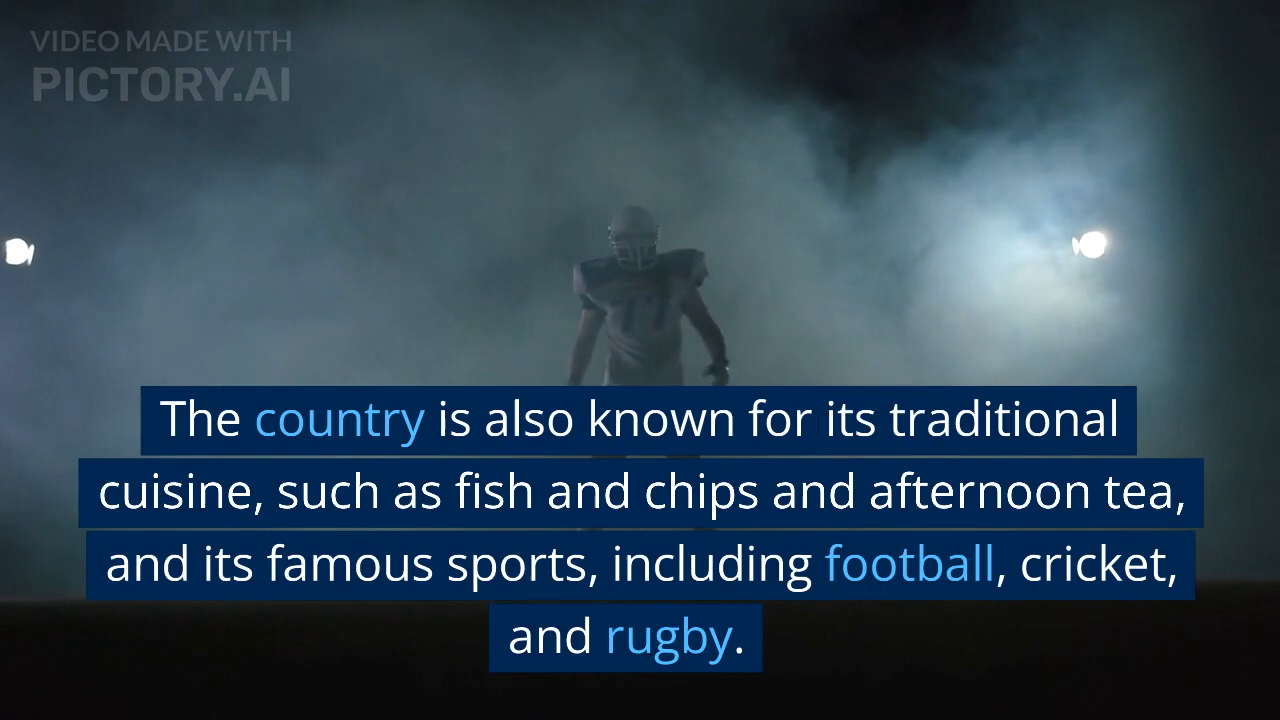 VIDEO MADE WITH
PICTORY.AI
The country is also known for its traditional
cuisine, such as fish and chips and afternoon tea,
and its famous sports, including football, cricket,
and rugby.